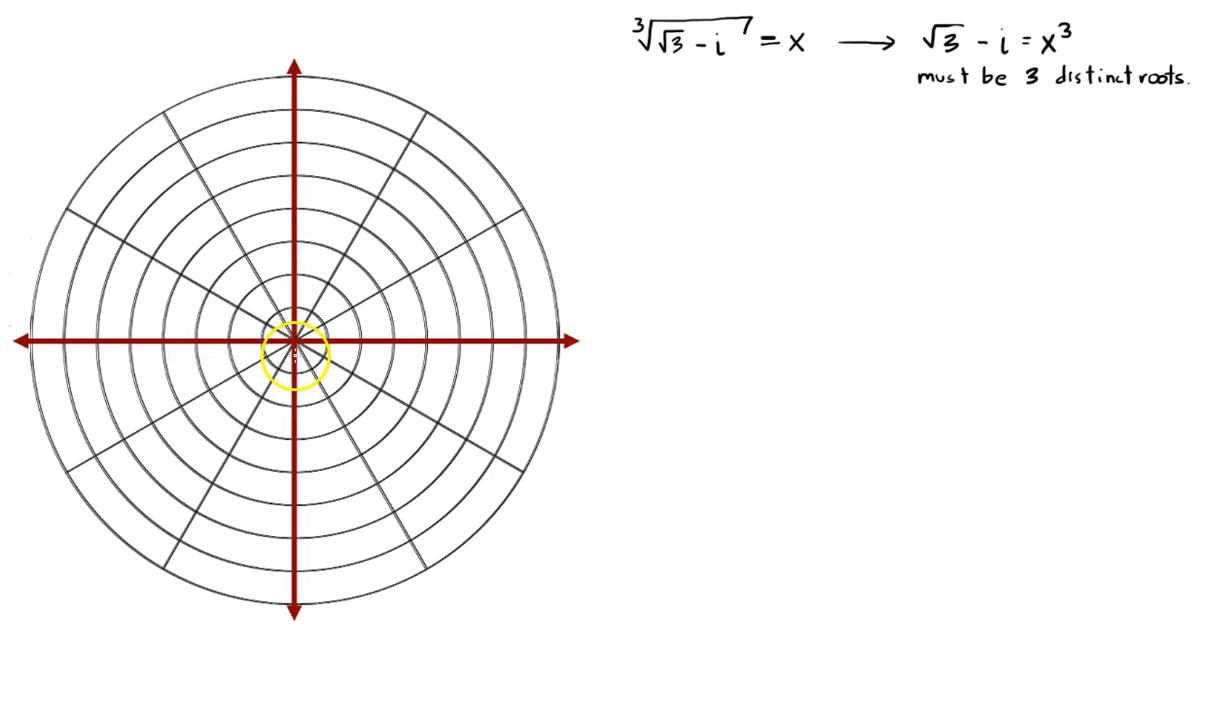 ∛(√3 - i) = x ⟶ √3 - i = x³
must be 3 distinct roots.